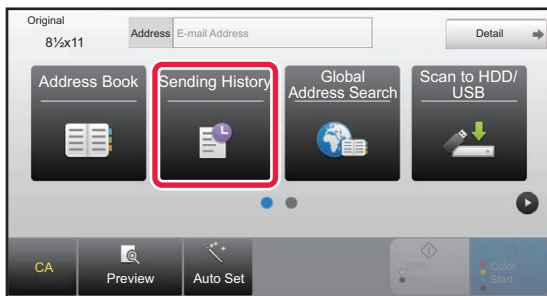 Original
8½x11
Address E-mail Address
Detail
Address Book
Sending History
Global
Address Search
Scan to HDD/
USB
CA
Preview
Auto Set
B/W
Start
Color
Start